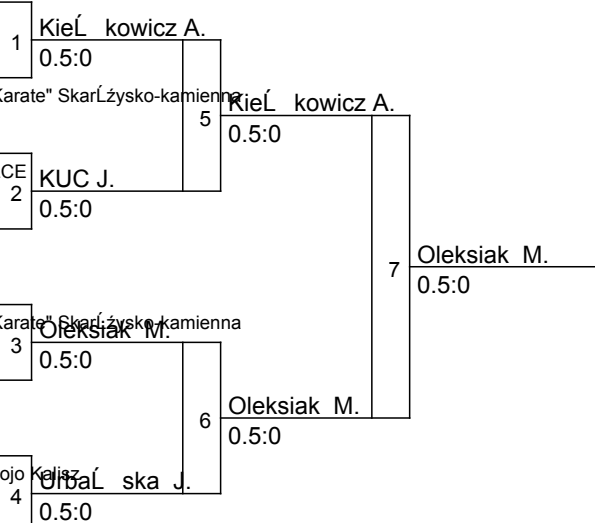 1
KieĹ kowicz A.
0.5:0
Karate" SkarĹźysko-kamienna
5
KieĹ kowicz A.
0.5:0
CE
2
KUC J.
0.5:0
7
Oleksiak M.
0.5:0
Karate" SkarĹźysko-kamienna
3
Oleksiak M.
0.5:0
6
Oleksiak M.
0.5:0
ojo Kalisz
4
UrbaĹ ska J.
0.5:0